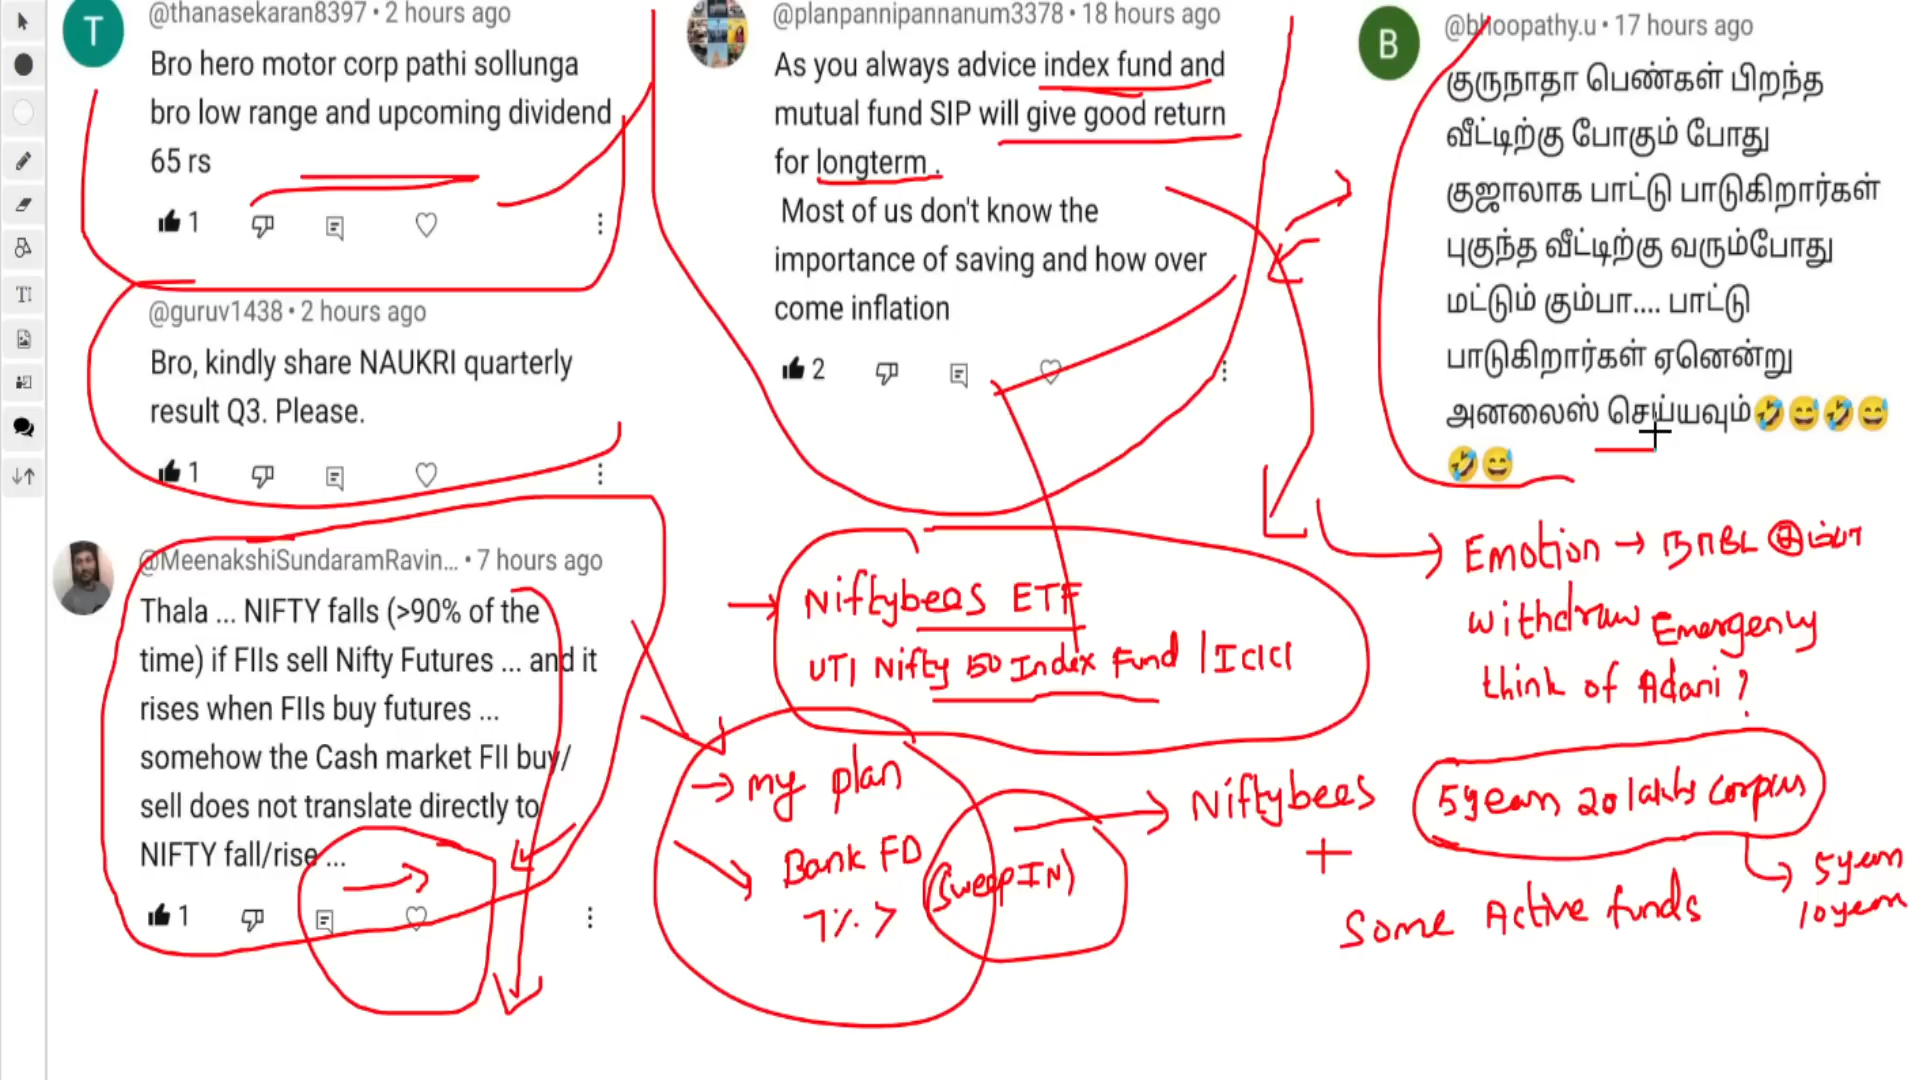 @thanasekaran8397 • 2 hours ago
Bro hero motor corp pathi sollunga
bro low range and upcoming dividend
65 rs
1
@guruv1438 • 2 hours ago
Bro, kindly share NAUKRI quarterly
result Q3. Please.
1
@MeenakshiSundaramRavin... • 7 hours ago
Thala ... NIFTY falls (>90% of the
time) if FIIs sell Nifty Futures ... and it
rises when FIIs buy futures ...
somehow the Cash market FII buy/
sell does not translate directly to
NIFTY fall/rise ...
1
@planpannipannanum3378 • 18 hours ago
As you always advice index fund and
mutual fund SIP will give good return
for longterm .
Most of us don't know the
importance of saving and how over
come inflation
2
@bhoopathy.u • 17 hours ago
குருநாதா பெண்கள் பிறந்த
வீட்டிற்கு போகும் போது
குஜாலாக பாட்டு பாடுகிறார்கள்
புகுந்த வீட்டிற்கு வரும்போது
மட்டும் கும்பா.... பாட்டு
பாடுகிறார்கள் ஏனென்று
அனலைஸ் செய்யவும்🤣😅🤣😅
🤣😅
Niftybees ETF
UTI Nifty 50 Index Fund | ICICI
→ my plan
Bank FD
7% >
(SweepIN)
→ Niftybees
+
Some Active funds
→ Emotion →
withdraw Emergency
think of Adani?
5years 20 lakhs corpus
→ 5year
10year
T
B
TI